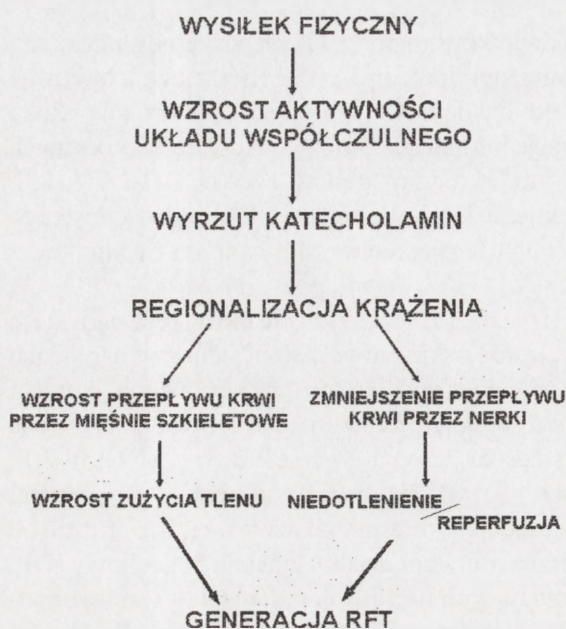 WYSIŁEK FIZYCZNY
WZROST AKTYWNOŚCI
UKŁADU WSPÓŁCZULNEGO
WYRZUT KATECHOLAMIN
REGIONALIZACJA KRĄŻENIA
WZROST PRZEPŁYWU KRWI
PRZEZ MIĘŚNIE SZKIELETOWE
ZMNIEJSZENIE PRZEPŁYWU
KRWI PRZEZ NERKI
WZROST ZUŻYCIA TLENU
NIEDOTLENIENIE
REPERFUZJA
GENERACJA RFT